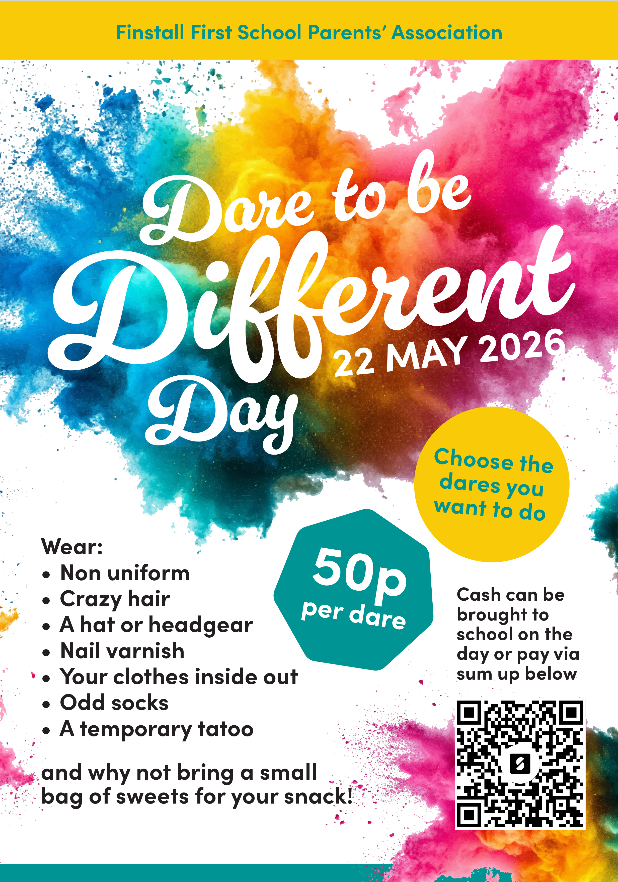 Finstall First School Parents’ Association
Dare to be
Different
22 MAY 2026
Day
Choose the
dares you
want to do
50p
per dare
Wear:
• Non uniform
• Crazy hair
• A hat or headgear
• Nail varnish
• Your clothes inside out
• Odd socks
• A temporary tatoo
and why not bring a small
bag of sweets for your snack!
Cash can be
brought to
school on the
day or pay via
sum up below